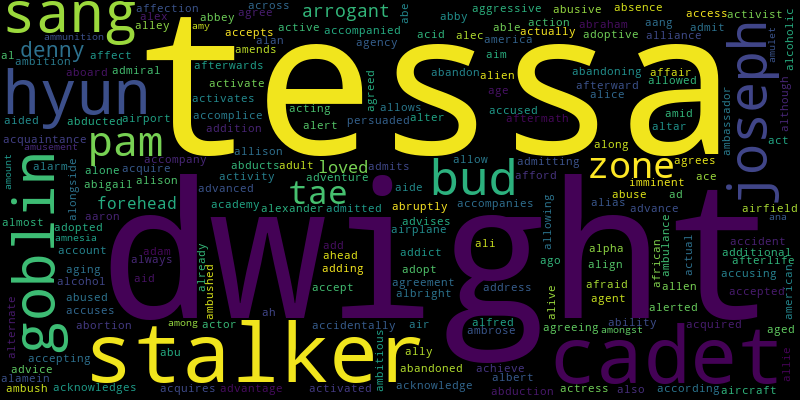 sang
affection
abbey
across
abe
abby
aggressive
abusive
absence
alex
agree
arrogant
able
action
abraham
access
activist
ammunition
alley
amy
active
accompanied
acid
alec
actually
adoptive
aang
admit
alcoholic
denny
accepts
alan
agency
america
alliance
joseph
amulet
al
affect
amends
aim
ambition
afterwards
abandon
alien
abandoning
affair
allowed
aboard
admiral
activate
tessa
agreed
age
afterward
although
hyun
activates
acting
allows
accused
alice
ambassador
aided
abducted
airport
accomplice
alert
persuaded
alter
aftermath
amid
altar
act
acquaintance
addition
along
amusement
pam
allison
accompany
abducts
adult
loved
admits
allow
admitting
zone
agrees
amount
alarm
alone
acquire
activity
adventure
bud
afford
imminent
ace
abigail
alison
advanced
tae
aide
abuse
ad
alongside
forehead
academy
alexander
admitted
abruptly
accompanies
alias
advance
airfield
almost
aaron
advises
allowing
ana
goblin
adopted
airplane
african
ambulance
accident
amnesia
dwight
add
ali
alpha
actual
additional
account
adam
already
ahead
addict
ago
align
afterlife
aging
always
adding
adopt
accusing
alcohol
aid
ambushed
agreement
address
alive
afraid
allen
accepted
american
abused
accept
albright
agent
accuses
ah
alerted
alternate
abortion
among
actor
accidentally
air
alfred
agreeing
ability
acquired
aged
ambrose
amongst
accepting
stalker
abu
ambitious
ally
achieve
cadet
allie
advice
abandoned
albert
alamein
ambush
acknowledges
acquires
advantage
activated
acknowledge
abduction
actress
also
according
aircraft